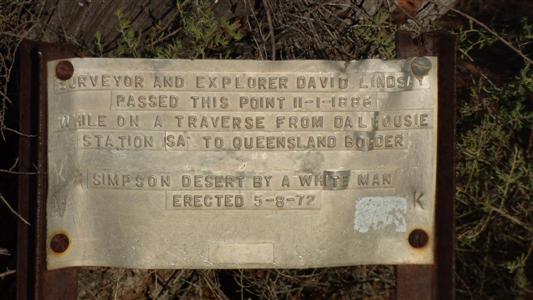 SURVEYOR AND EXPLORER DAVID LINDSAY
PASSED THIS POINT 11-1-1886
WHILE ON A TRAVERSE FROM DALHOUSIE
STATION SA TO QUEENSLAND BORDER
SIMPSON DESERT BY A WHITE MAN
ERECTED 5-8-72
K